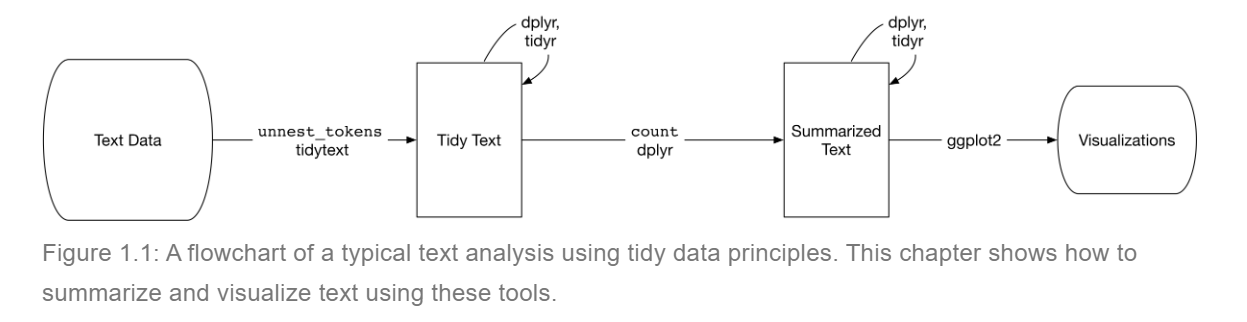 dplyr,
tidyr
dplyr,
tidyr
Text Data
unnest_tokens
tidytext
Tidy Text
count
dplyr
Summarized
Text
ggplot2
Visualizations
Figure 1.1: A flowchart of a typical text analysis using tidy data principles. This chapter shows how to
summarize and visualize text using these tools.